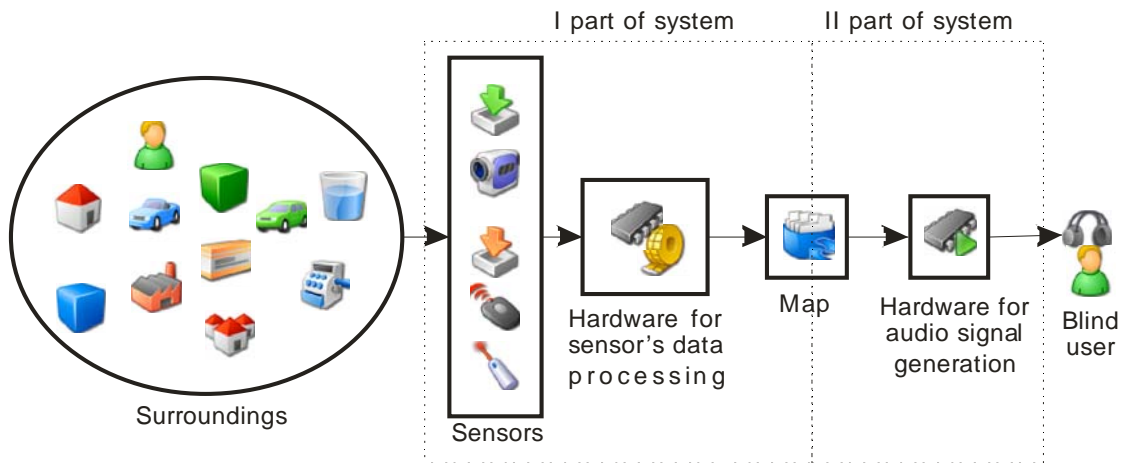 I part of system
II part of system
Surroundings
Sensors
Hardware for
sensor's data
processing
Map
Hardware for
audio signal
generation
Blind
user